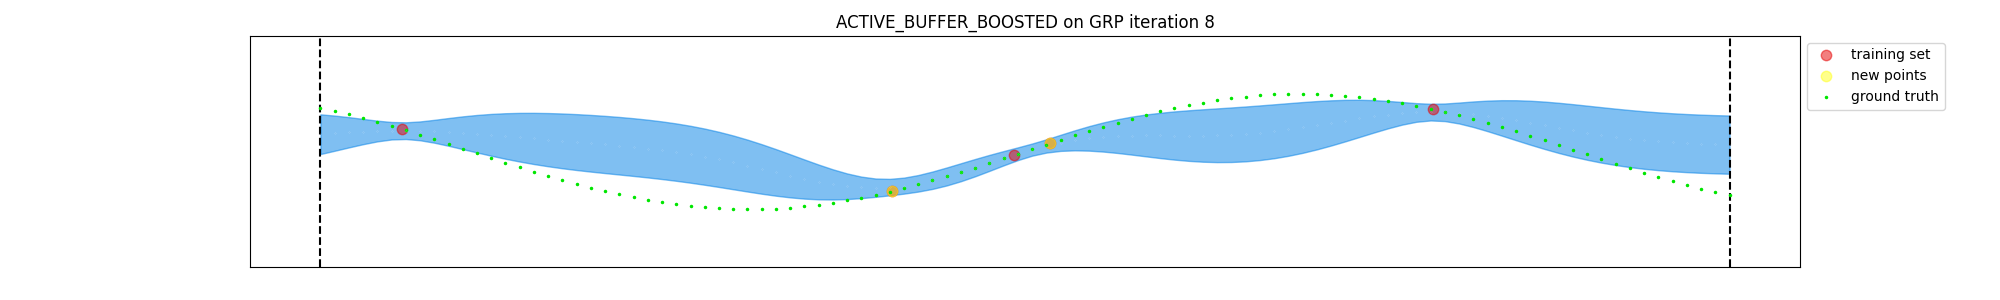 ACTIVE_BUFFER_BOOSTED on GRP iteration 8
training set
new points
ground truth